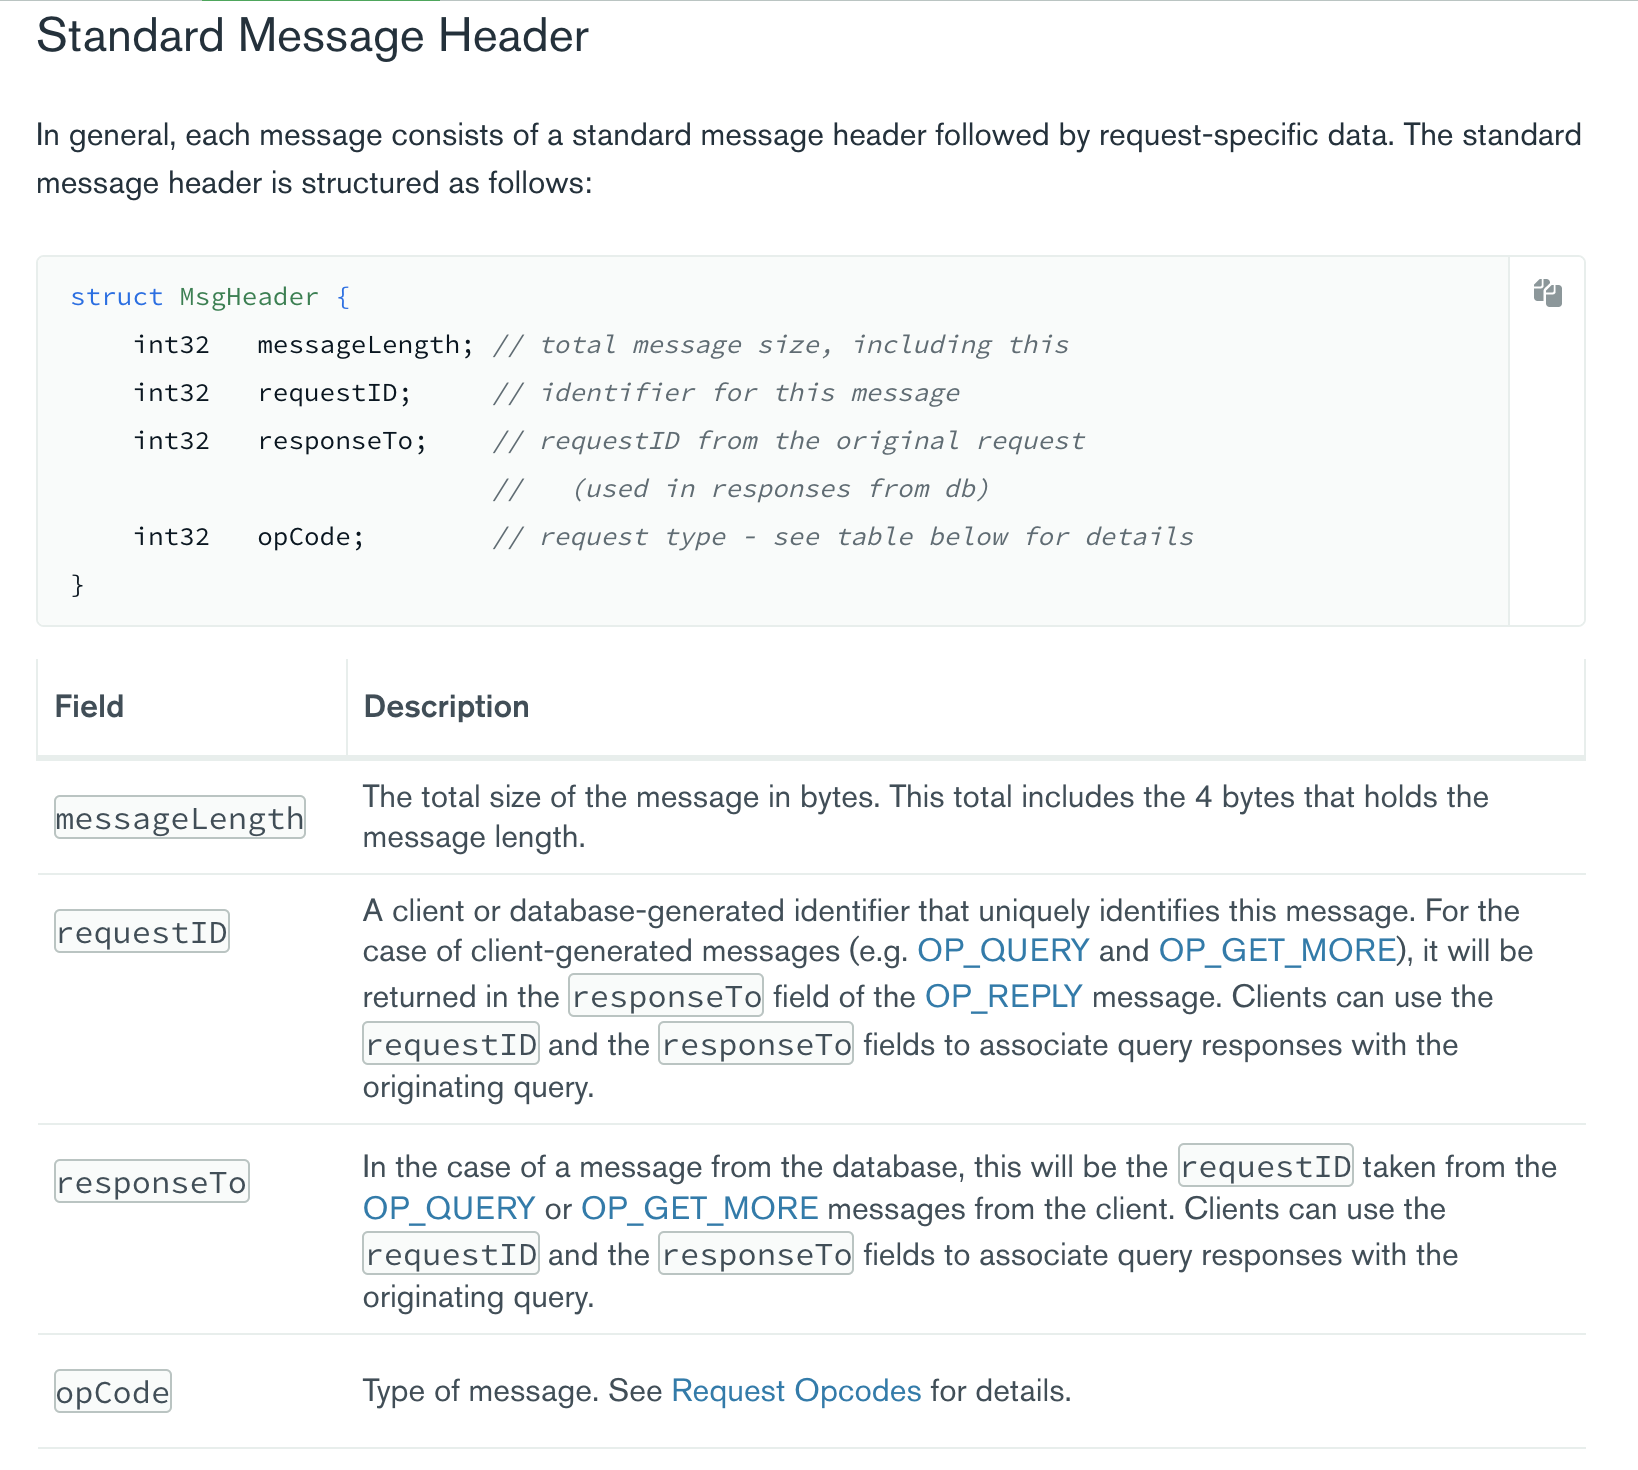 Standard Message Header
In general, each message consists of a standard message header followed by request-specific data. The standard
message header is structured as follows:
struct MsgHeader {
    int32   messageLength; // total message size, including this
    int32   requestID;     // identifier for this message
    int32   responseTo;    // requestID from the original request
                           //   (used in responses from db)
    int32   opCode;        // request type - see table below for details
}
Field Description
messageLength
The total size of the message in bytes. This total includes the 4 bytes that holds the
message length.
requestID
A client or database-generated identifier that uniquely identifies this message. For the
case of client-generated messages (e.g. OP_QUERY and OP_GET_MORE), it will be
returned in the responseTo field of the OP_REPLY message. Clients can use the
requestID and the responseTo fields to associate query responses with the
originating query.
responseTo
In the case of a message from the database, this will be the requestID taken from the
OP_QUERY or OP_GET_MORE messages from the client. Clients can use the
requestID and the responseTo fields to associate query responses with the
originating query.
opCode
Type of message. See Request Opcodes for details.